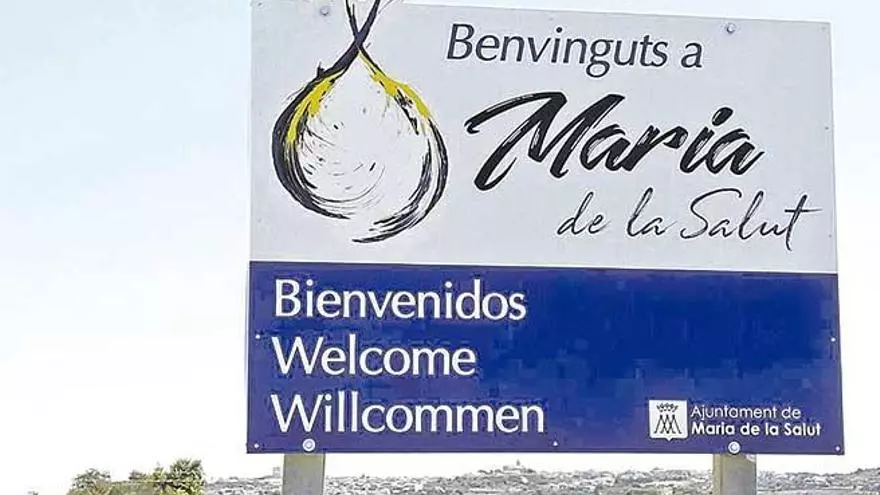 Benvinguts a
Maria
de la Salut
Bienvenidos
Welcome
Willcommen
Ajuntament de
Maria de la Salut